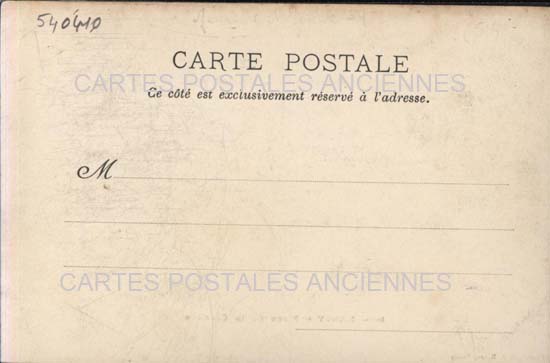 540410
CARTE POSTALE
CARTES POSTALES ANCIENNES
Ce côté est exclusivement réservé à l'adresse.
M
CARTES POSTALES ANCIENNES